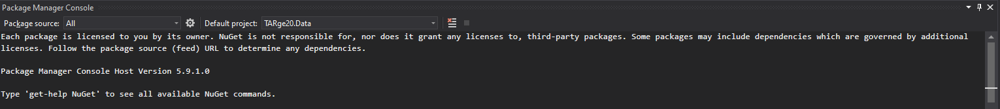 Package Manager Console
Package source: All Default project: TARge20.Data
Each package is licensed to you by its owner. NuGet is not responsible for, nor does it grant any licenses to, third-party packages. Some packages may include dependencies which are governed by additional
licenses. Follow the package source (feed) URL to determine any dependencies.
Package Manager Console Host Version 5.9.1.0
Type 'get-help NuGet' to see all available NuGet commands.